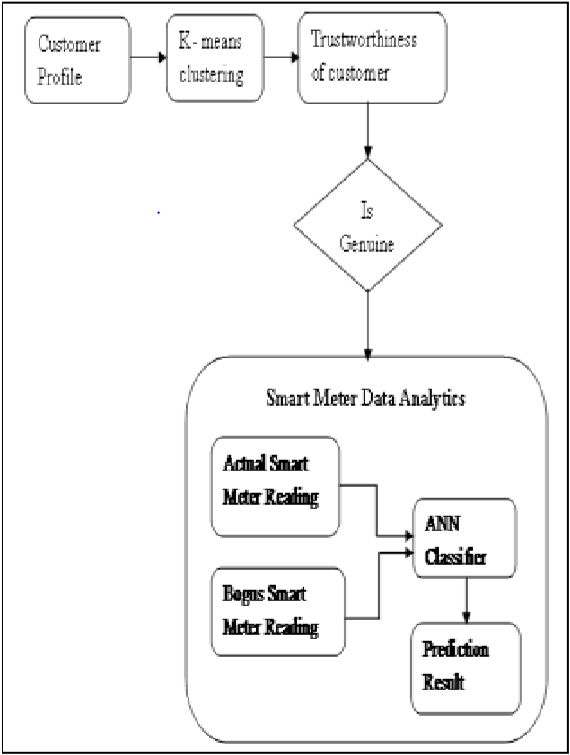 Customer
Profile
K- means
clustering
Trustworthiness
of customer
Is
Genuine
Smart Meter Data Analytics
Actual Smart
Meter Reading
Bogus Smart
Meter Reading
ANN
Classifier
Prediction
Result